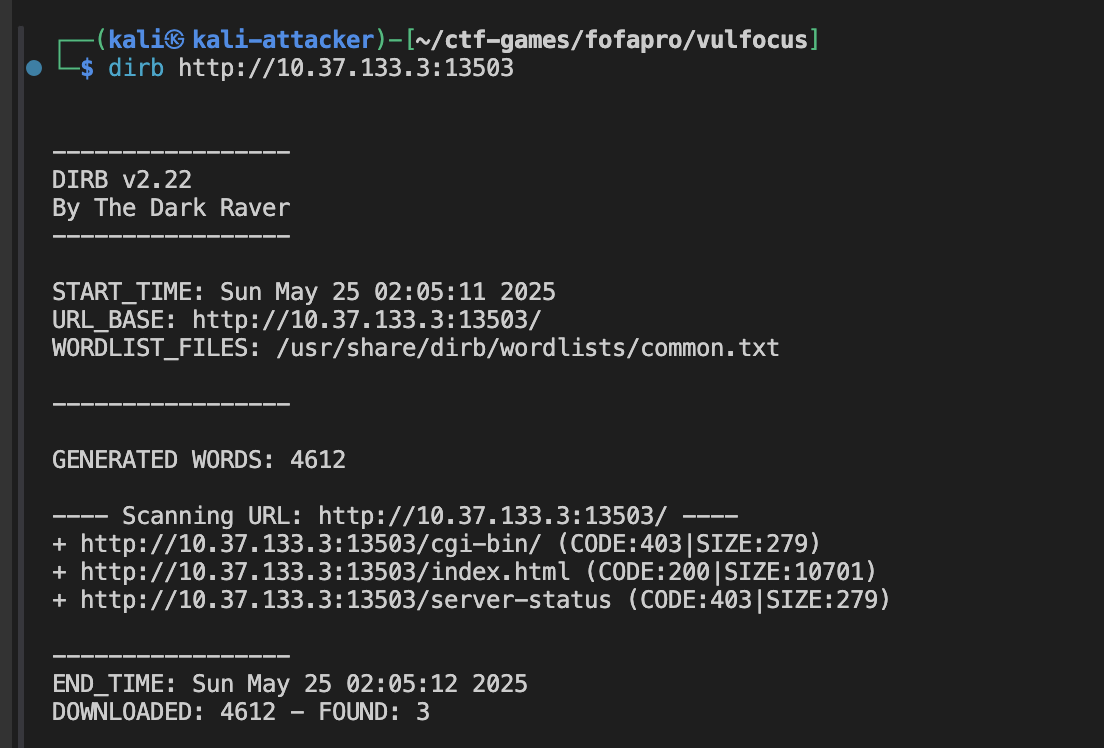 ┌──(kali㉿kali-attacker)-[~/ctf-games/fofapro/vulfocus]
└─$ dirb http://10.37.133.3:13503
-----------------
DIRB v2.22
By The Dark Raver
-----------------
START_TIME: Sun May 25 02:05:11 2025
URL_BASE: http://10.37.133.3:13503/
WORDLIST_FILES: /usr/share/dirb/wordlists/common.txt
-----------------
GENERATED WORDS: 4612
---- Scanning URL: http://10.37.133.3:13503/ ----
+ http://10.37.133.3:13503/cgi-bin/ (CODE:403|SIZE:279)
+ http://10.37.133.3:13503/index.html (CODE:200|SIZE:10701)
+ http://10.37.133.3:13503/server-status (CODE:403|SIZE:279)
-----------------
END_TIME: Sun May 25 02:05:12 2025
DOWNLOADED: 4612 - FOUND: 3